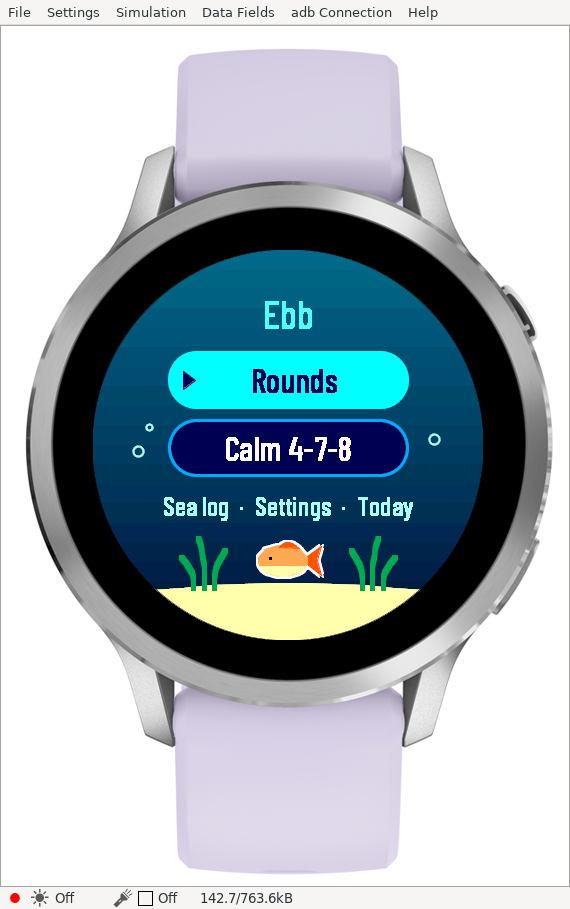 File Settings Simulation Data Fields adb Connection Help
Ebb
Rounds
Calm 4-7-8
Sea log · Settings · Today
Off Off 142.7/763.6kB